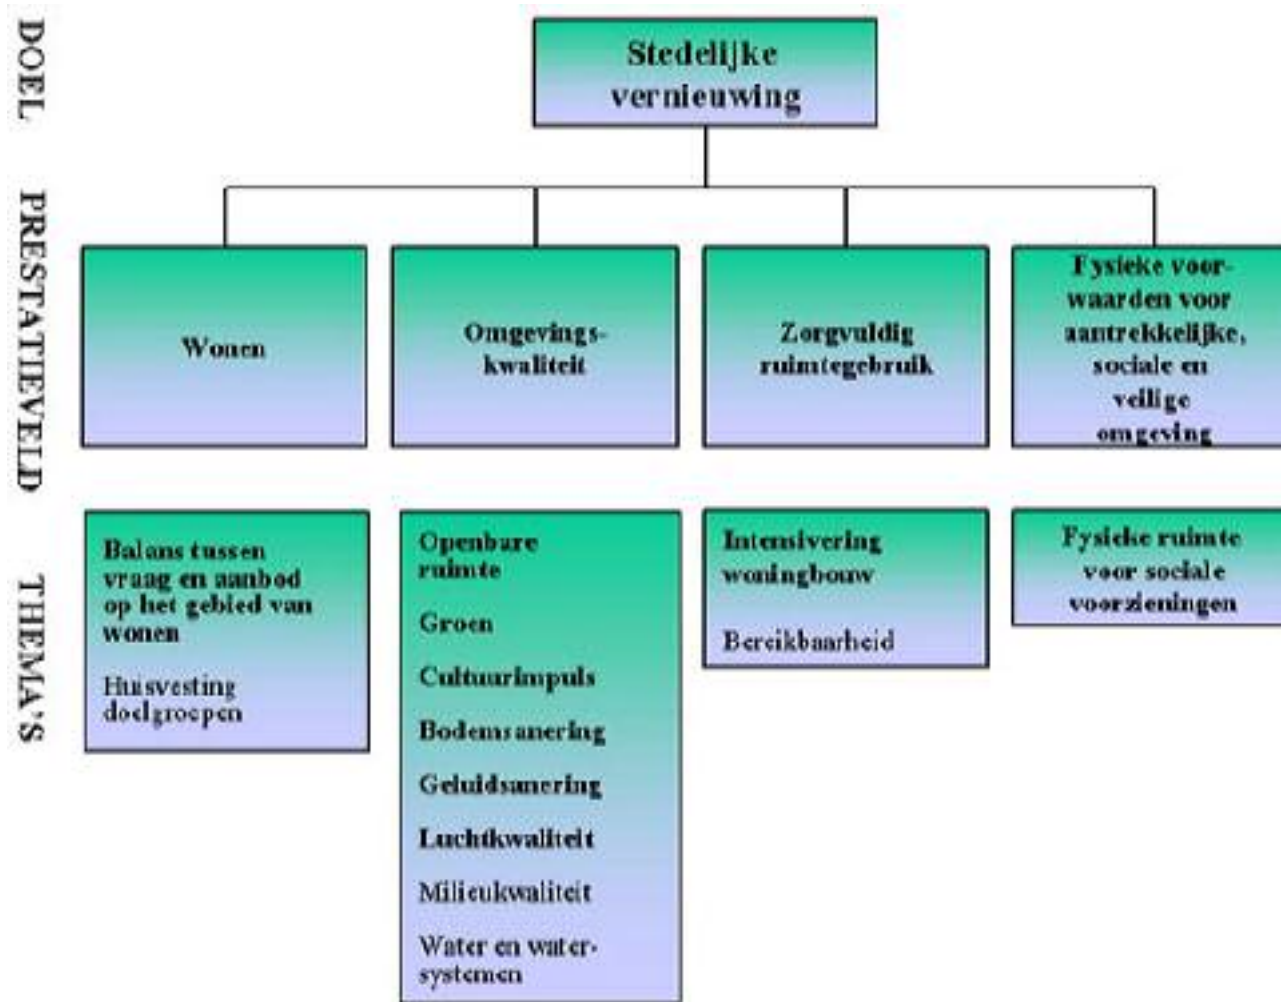 DOEL
Stedelijke
vernieuwing
PRESTATIEVELD
Wonen
Omgevings-
kwaliteit
Zorgvuldig
ruimtegebruik
Fysieke voor-
waarden voor
aantrekkelijke,
sociale en
veilige
omgeving
THEMA'S
Balans tussen
vraag en aanbod
op het gebied van
wonen
Huisvesting
doelgroepen
Openbare
ruimte
Groen
Cultuurimpuls
Bodemsanering
Geluidsanering
Luchtkwaliteit
Milieukwaliteit
Water en water-
systemen
Intensivering
woningbouw
Bereikbaarheid
Fysieke ruimte
voor sociale
voorzieningen